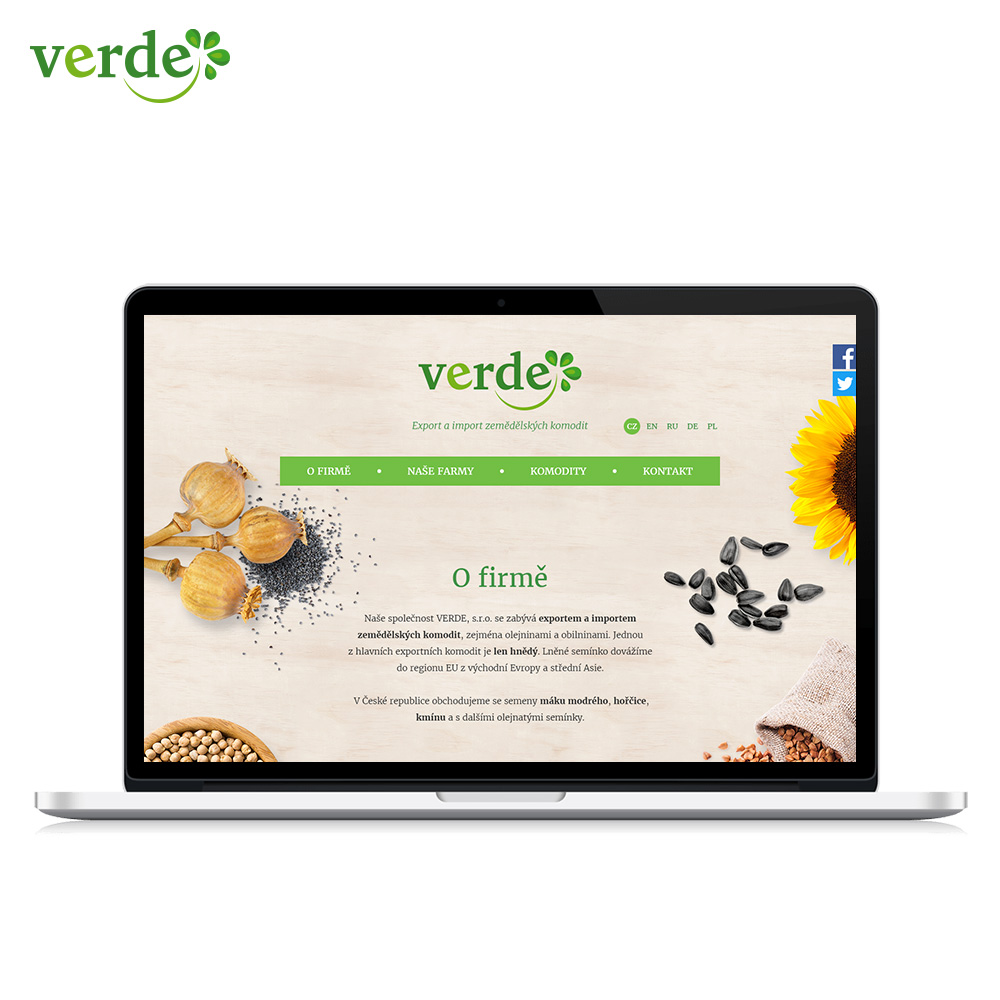 verde
verde
Export a import zemědělských komodit
CZ EN RU DE PL
O FIRMĚ NAŠE FARMY KOMODITY KONTAKT
O firmě
Naše společnost VERDE, s.r.o. se zabývá exportem a importem
zemědělských komodit, zejména olejninami a obilninami. Jednou
z hlavních exportních komodit je len hnědý. Lněné semínko dovážíme
do regionu EU z východní Evropy a střední Asie.
V České republice obchodujeme se semeny máku modrého, hořčice,
kmínu a s dalšími olejnatými semínky.